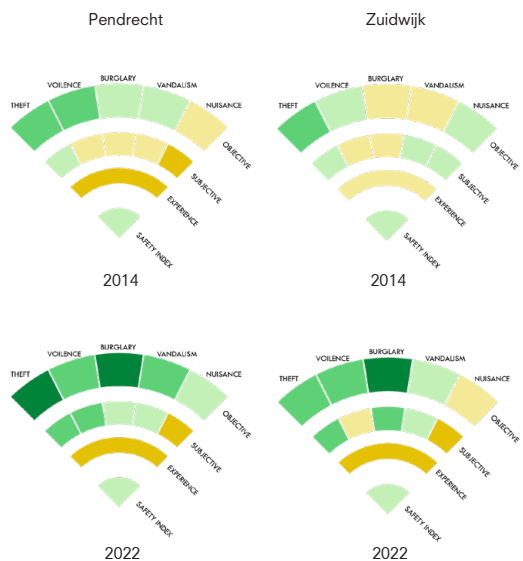 Pendrecht
Zuidwijk
THEFT
VOILENCE
BURGLARY
VANDALISM
NUISANCE
OBJECTIVE
SUBJECTIVE
EXPERIENCE
SAFETY INDEX
2014
THEFT
VOILENCE
BURGLARY
VANDALISM
NUISANCE
OBJECTIVE
SUBJECTIVE
EXPERIENCE
SAFETY INDEX
2014
THEFT
VOILENCE
BURGLARY
VANDALISM
NUISANCE
OBJECTIVE
SUBJECTIVE
EXPERIENCE
SAFETY INDEX
2022
THEFT
VOILENCE
BURGLARY
VANDALISM
NUISANCE
OBJECTIVE
SUBJECTIVE
EXPERIENCE
SAFETY INDEX
2022